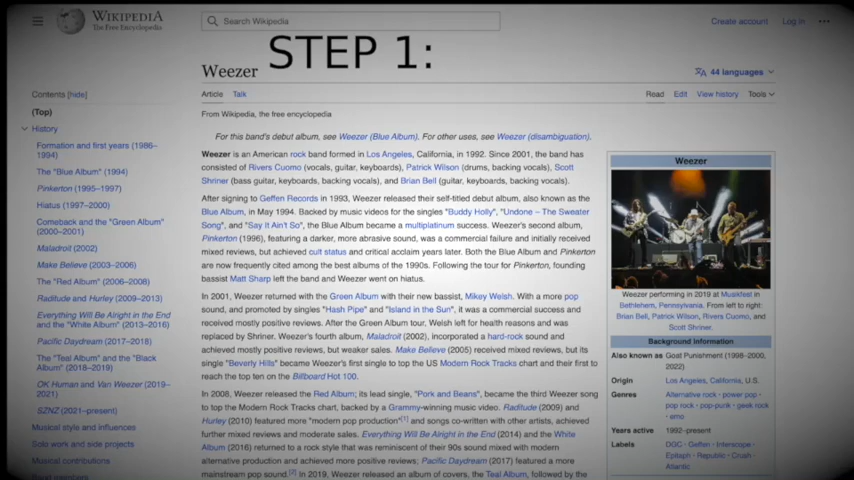 WIKIPEDIA
The Free Encyclopedia
Search Wikipedia
Create account
Log in
STEP 1:
Weezer
44 languages
Contents [hide]
Article
Talk
Read
Edit
View history
Tools
(Top)
History
Formation and first years (1986–
1994)
The "Blue Album" (1994)
Pinkerton (1995–1997)
Hiatus (1997–2000)
Comeback and the "Green Album"
(2000–2001)
Maladroit (2002)
Make Believe (2003–2006)
The "Red Album" (2006–2008)
Raditude and Hurley (2009–2013)
Everything Will Be Alright in the End
and the "White Album" (2013–2016)
Pacific Daydream (2017–2018)
The "Teal Album" and the "Black
Album" (2018–2019)
OK Human and Van Weezer (2019–
2021)
SZNZ (2021–present)
Musical style and influences
Solo work and side projects
Musical contributions
From Wikipedia, the free encyclopedia
For this band's debut album, see Weezer (Blue Album). For other uses, see Weezer (disambiguation).
Weezer is an American rock band formed in Los Angeles, California, in 1992. Since 2001, the band has
consisted of Rivers Cuomo (vocals, guitar, keyboards), Patrick Wilson (drums, backing vocals), Scott
Shriner (bass guitar, keyboards, backing vocals), and Brian Bell (guitar, keyboards, backing vocals).
After signing to Geffen Records in 1993, Weezer released their self-titled debut album, also known as the
Blue Album, in May 1994. Backed by music videos for the singles "Buddy Holly", "Undone – The Sweater
Song", and "Say It Ain't So", the Blue Album became a multiplatinum success. Weezer's second album,
Pinkerton (1996), featuring a darker, more abrasive sound, was a commercial failure and initially received
mixed reviews, but achieved cult status and critical acclaim years later. Both the Blue Album and Pinkerton
are now frequently cited among the best albums of the 1990s. Following the tour for Pinkerton, founding
bassist Matt Sharp left the band and Weezer went on hiatus.
In 2001, Weezer returned with the Green Album with their new bassist, Mikey Welsh. With a more pop
sound, and promoted by singles "Hash Pipe" and "Island in the Sun", it was a commercial success and
received mostly positive reviews. After the Green Album tour, Welsh left for health reasons and was
replaced by Shriner. Weezer's fourth album, Maladroit (2002), incorporated a hard-rock sound and
achieved mostly positive reviews, but weaker sales. Make Believe (2005) received mixed reviews, but its
single "Beverly Hills" became Weezer's first single to top the US Modern Rock Tracks chart and their first to
reach the top ten on the Billboard Hot 100.
In 2008, Weezer released the Red Album; its lead single, "Pork and Beans", became the third Weezer song
to top the Modern Rock Tracks chart, backed by a Grammy-winning music video. Raditude (2009) and
Hurley (2010) featured more "modern pop production"[1] and songs co-written with other artists, achieved
further mixed reviews and moderate sales. Everything Will Be Alright in the End (2014) and the White
Album (2016) returned to a rock style that was reminiscent of their 90s sound mixed with modern
alternative production and achieved more positive reviews; Pacific Daydream (2017) featured a more
mainstream pop sound.[2] In 2019, Weezer released an album of covers, the Teal Album, followed by the
Weezer
Weezer performing in 2019 at Musikfest in
Bethlehem, Pennsylvania. From left to right:
Brian Bell, Patrick Wilson, Rivers Cuomo, and
Scott Shriner.
Background information
Also known as Goat Punishment (1998–2000,
2022)
Origin Los Angeles, California, U.S.
Genres Alternative rock · power pop ·
pop rock · pop-punk · geek rock
· emo
Years active 1992–present
Labels DGC · Geffen · Interscope ·
Epitaph · Republic · Crush ·
Atlantic